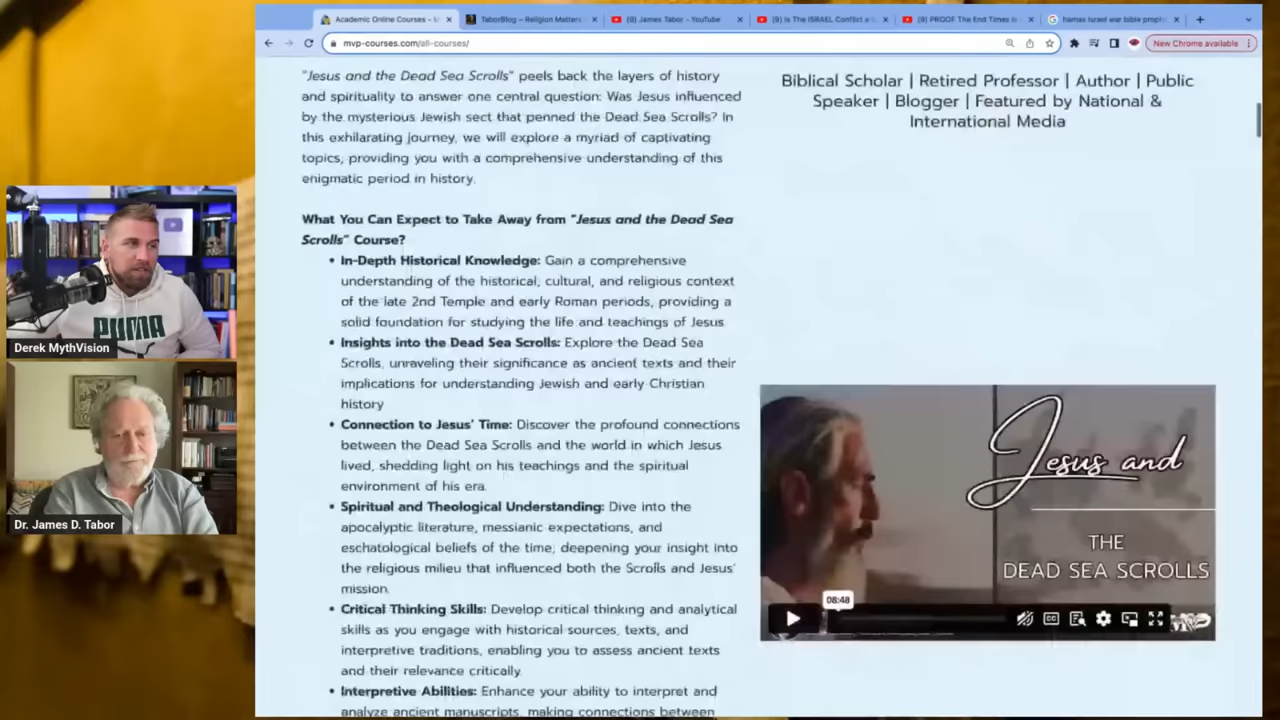 Academic Online Courses - M
TaborBlog – Religion Matters
(9) James Tabor - YouTube
(9) Is The ISRAEL Conflict a
(9) PROOF The End Times Is
hamas israel war bible proph
mvp-courses.com/all-courses/
New Chrome available
"Jesus and the Dead Sea Scrolls" peels back the layers of history
and spirituality to answer one central question: Was Jesus influenced
by the mysterious Jewish sect that penned the Dead Sea Scrolls? In
this exhilarating journey, we will explore a myriad of captivating
topics, providing you with a comprehensive understanding of this
enigmatic period in history.
What You Can Expect to Take Away from "Jesus and the Dead Sea
Scrolls" Course?
• In-Depth Historical Knowledge: Gain a comprehensive
understanding of the historical, cultural, and religious context
of the late 2nd Temple and early Roman periods, providing a
solid foundation for studying the life and teachings of Jesus
• Insights into the Dead Sea Scrolls: Explore the Dead Sea
Scrolls, unraveling their significance as ancient texts and their
implications for understanding Jewish and early Christian
history
• Connection to Jesus' Time: Discover the profound connections
between the Dead Sea Scrolls and the world in which Jesus
lived, shedding light on his teachings and the spiritual
environment of his era.
• Spiritual and Theological Understanding: Dive into the
apocalyptic literature, messianic expectations, and
eschatological beliefs of the time; deepening your insight into
the religious milieu that influenced both the Scrolls and Jesus'
mission.
• Critical Thinking Skills: Develop critical thinking and analytical
skills as you engage with historical sources, texts, and
interpretive traditions, enabling you to assess ancient texts
and their relevance critically.
• Interpretive Abilities: Enhance your ability to interpret and
analyze ancient manuscripts, making connections between
Biblical Scholar | Retired Professor | Author | Public
Speaker | Blogger | Featured by National &
International Media
Jesus and
THE
DEAD SEA SCROLLS
08:48
CC
PUMA
Derek MythVision
Dr. James D. Tabor